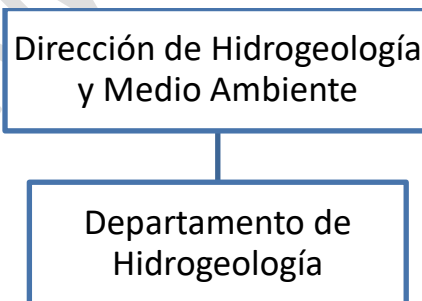 Dirección de Hidrogeología
y Medio Ambiente
Departamento de
Hidrogeología